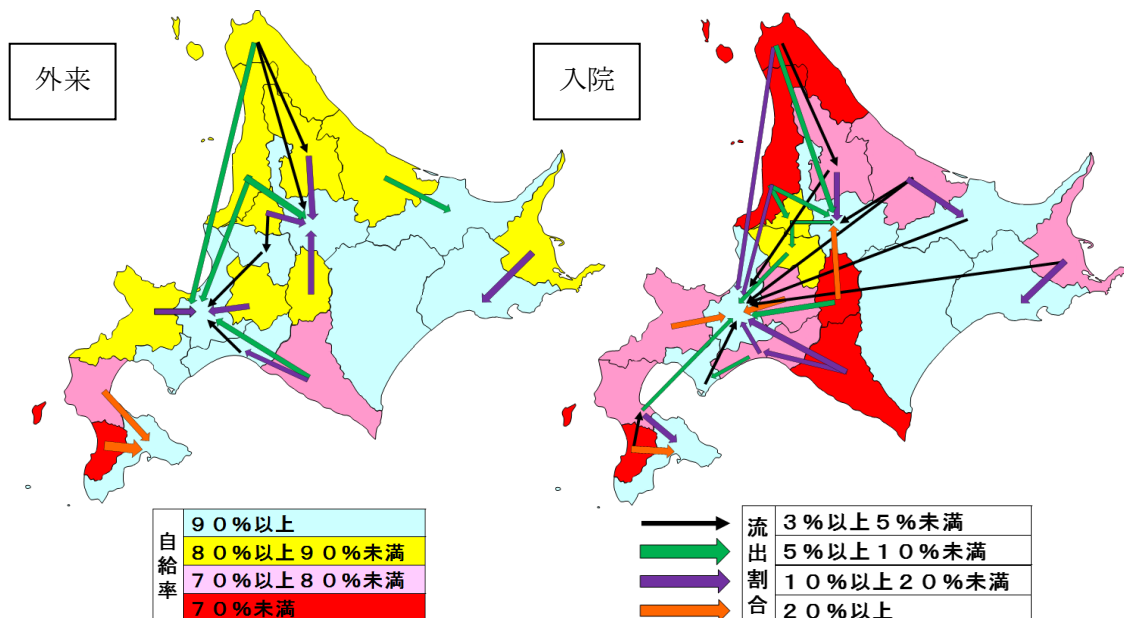 外来
入院
自給率
９０％以上
８０％以上９０％未満
７０％以上８０％未満
７０％未満
流出割合
３％以上５％未満
５％以上１０％未満
１０％以上２０％未満
２０％以上